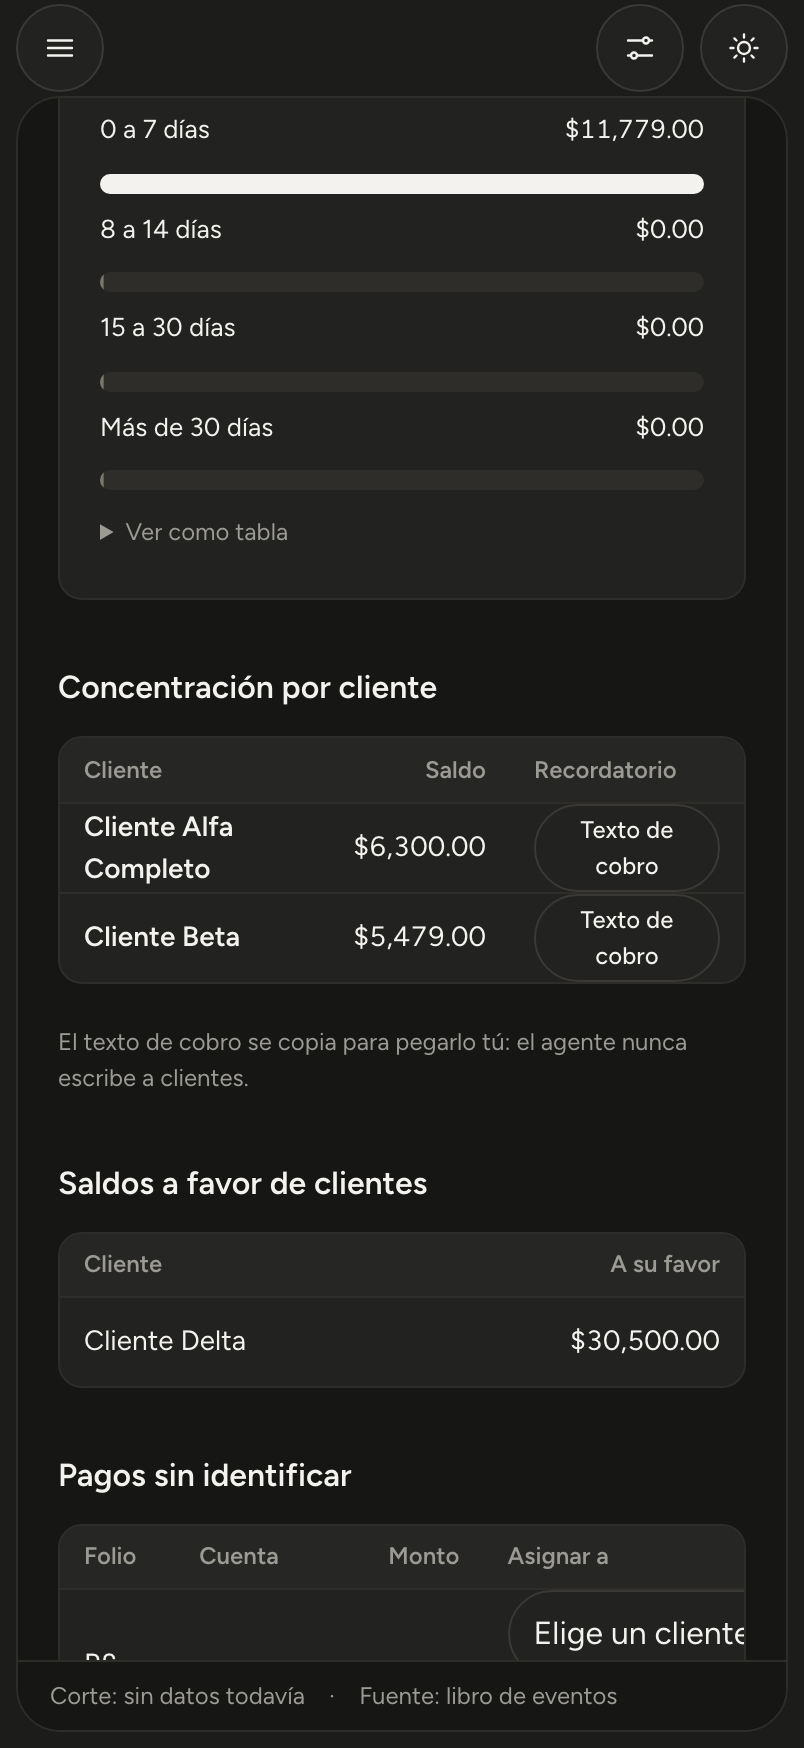 0 a 7 días $11,779.00
8 a 14 días $0.00
15 a 30 días $0.00
Más de 30 días $0.00
Ver como tabla
Concentración por cliente
Cliente Saldo Recordatorio
Cliente Alfa
Completo $6,300.00 Texto de
cobro
Cliente Beta $5,479.00 Texto de
cobro
El texto de cobro se copia para pegarlo tú: el agente nunca
escribe a clientes.
Saldos a favor de clientes
Cliente A su favor
Cliente Delta $30,500.00
Pagos sin identificar
Folio Cuenta Monto Asignar a
Elige un cliente
Corte: sin datos todavía · Fuente: libro de eventos